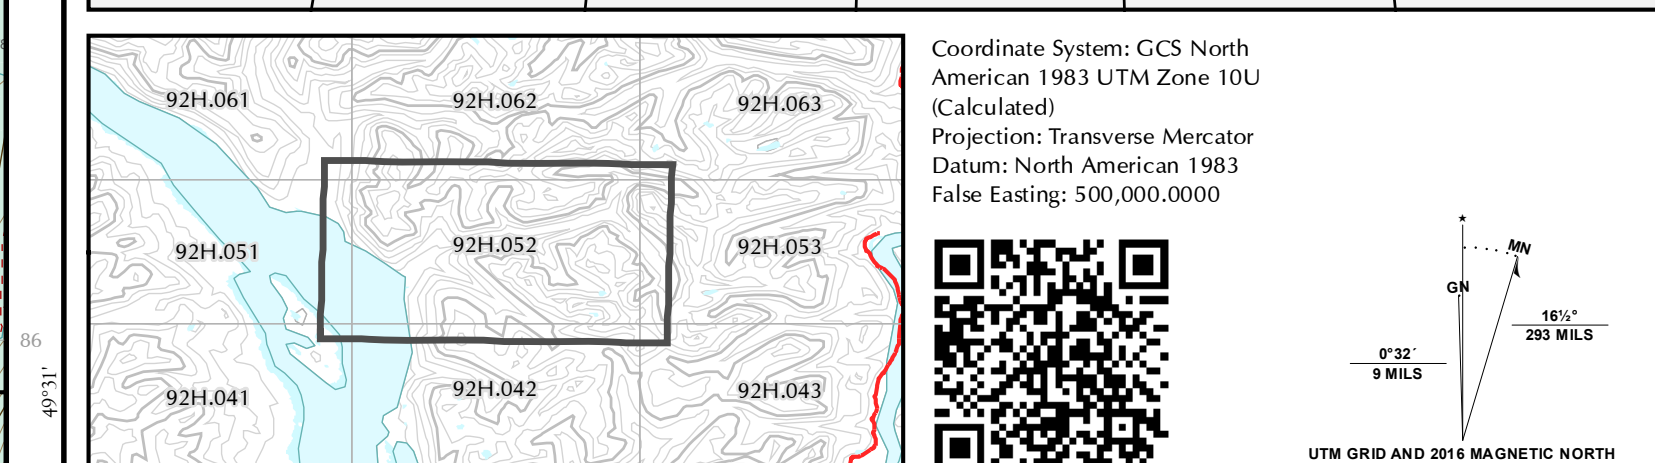 92H.061
92H.062
92H.063
92H.051
92H.052
92H.053
92H.041
92H.042
92H.043
86
49°31'
Coordinate System: GCS North
American 1983 UTM Zone 10U
(Calculated)
Projection: Transverse Mercator
Datum: North American 1983
False Easting: 500,000.0000
MN
GN
16½°
293 MILS
0°32´
9 MILS
UTM GRID AND 2016 MAGNETIC NORTH